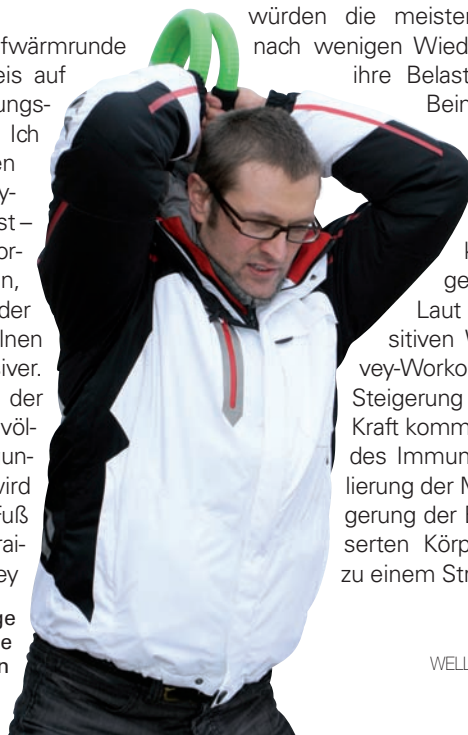 fwärmrunde
eis auf
ungs-
Ich
en
y-
st –
or-
n,
der
lnen
iver.
der
völ-
un-
wird
Fuß
rai-
ey
ge
e
n
würden die meisten
nach wenigen Wied
ihre Belast
Bein
ge
Laut
sitiven
vey-Worko
Steigerung
Kraft komm
des Immun
lierung der M
gerung der
serten Körp
zu einem Str
WELL